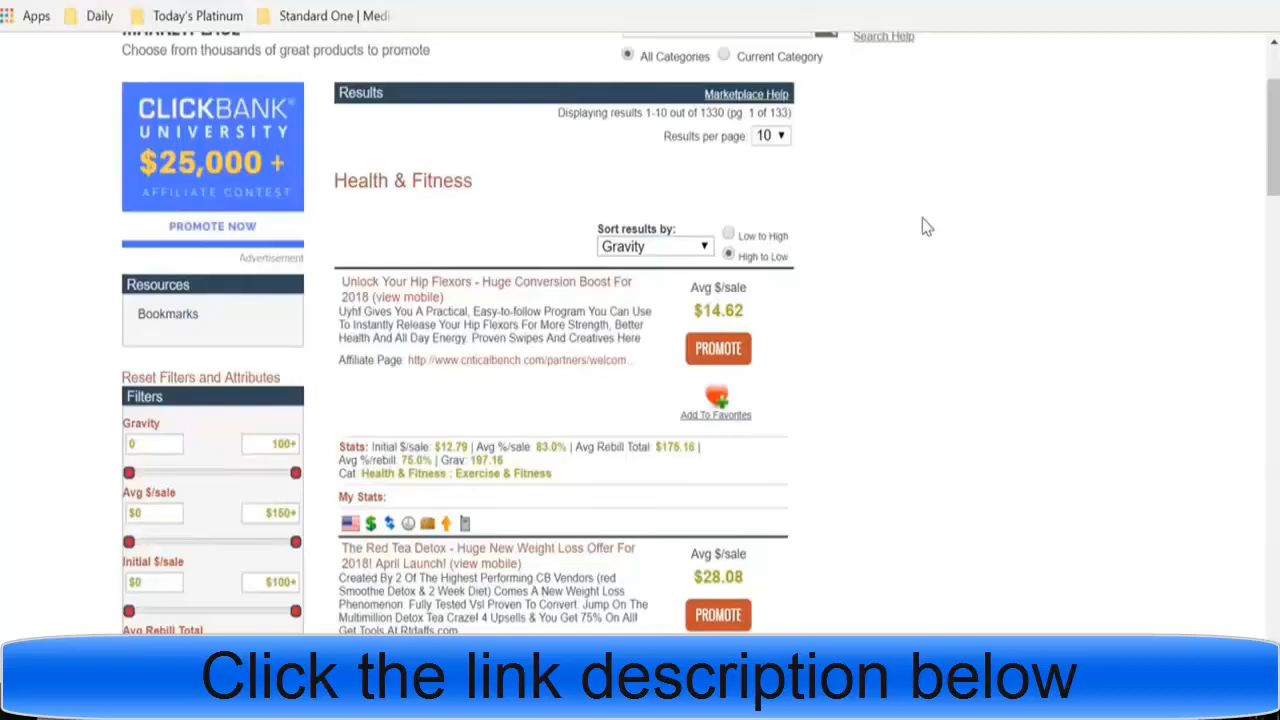 Apps Daily Today's Platinum Standard One | Medi
MARKETPLACE
Choose from thousands of great products to promote
Search Help
All Categories Current Category
CLICKBANK
UNIVERSITY
$25,000 +
AFFILIATE CONTEST
PROMOTE NOW
Advertisement
Resources
Bookmarks
Reset Filters and Attributes
Filters
Gravity
0 100+
Avg $/sale
$0 $150+
Initial $/sale
$0 $100+
Avg Rebill Total
Results Marketplace Help
Displaying results 1-10 out of 1330 (pg. 1 of 133)
Results per page: 10
Health & Fitness
Sort results by:
Gravity
Low to High
High to Low
Unlock Your Hip Flexors - Huge Conversion Boost For
2018 (view mobile)
Uyhf Gives You A Practical, Easy-to-follow Program You Can Use
To Instantly Release Your Hip Flexors For More Strength, Better
Health And All Day Energy. Proven Swipes And Creatives Here
Affiliate Page: http://www.criticalbench.com/partners/welcom...
Avg $/sale
$14.62
PROMOTE
Add To Favorites
Stats: Initial $/sale: $12.79 | Avg %/sale: 83.0% | Avg Rebill Total: $175.16 |
Avg %/rebill: 75.0% | Grav: 197.16
Cat: Health & Fitness : Exercise & Fitness
My Stats:
The Red Tea Detox - Huge New Weight Loss Offer For
2018! April Launch! (view mobile)
Created By 2 Of The Highest Performing CB Vendors (red
Smoothie Detox & 2 Week Diet) Comes A New Weight Loss
Phenomenon. Fully Tested Vsl Proven To Convert. Jump On The
Multimillion Detox Tea Craze! 4 Upsells & You Get 75% On All!
Get Tools At Rtdaffs.com
Avg $/sale
$28.08
PROMOTE
Click the link description below